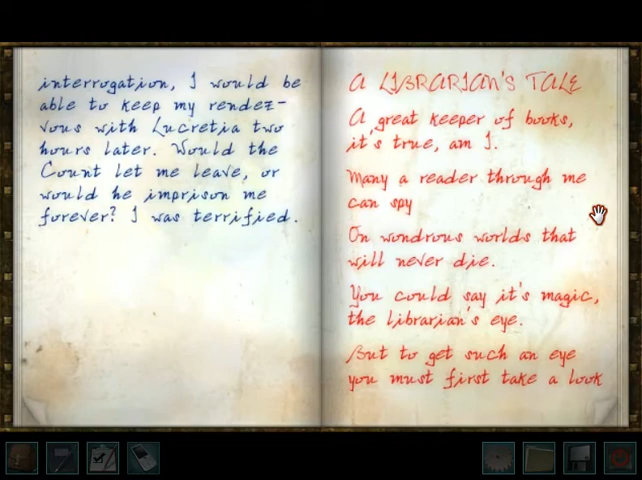 interrogation, I would be
able to keep my rendez-
vous with Lucretia two
hours later. Would the
Count let me leave, or
would he imprison me
forever? I was terrified.
A LIBRARIAN'S TALE
A great keeper of books,
it's true, am I.
Many a reader through me
can spy
On wondrous worlds that
will never die.
You could say it's magic,
the librarian's eye.
But to get such an eye
you must first take a look